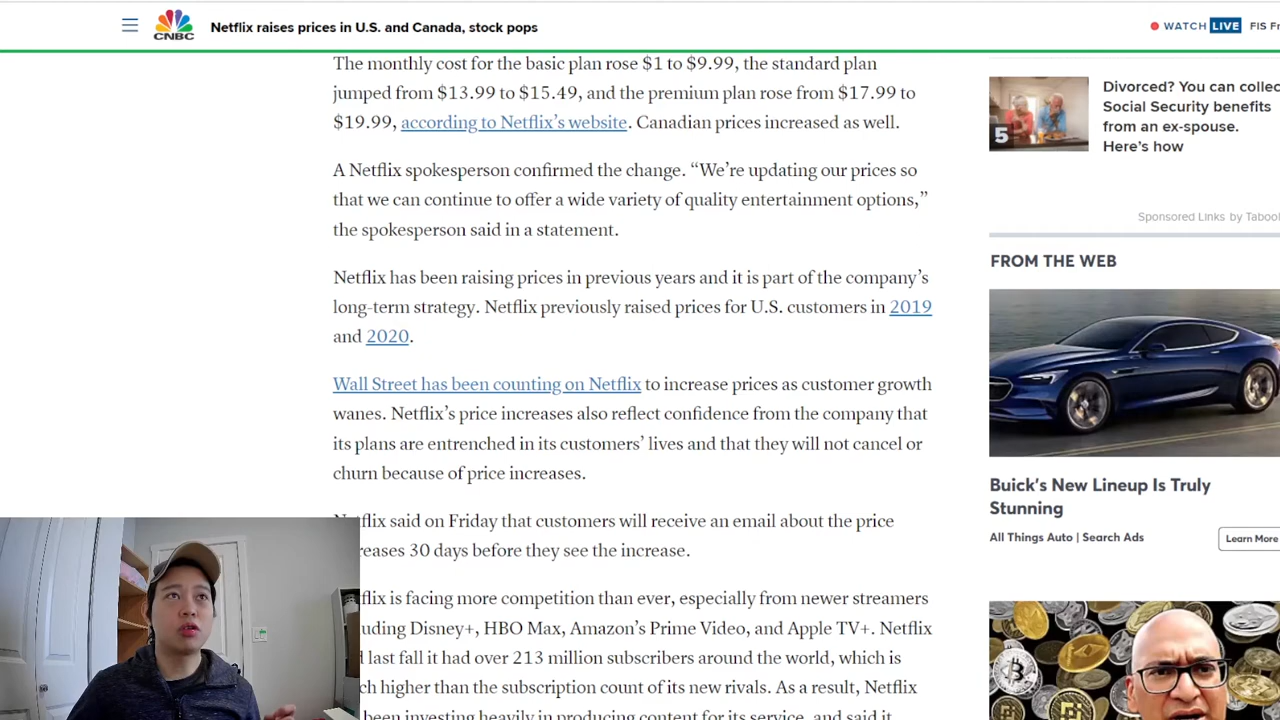 CNBC
Netflix raises prices in U.S. and Canada, stock pops
WATCH LIVE
The monthly cost for the basic plan rose $1 to $9.99, the standard plan
jumped from $13.99 to $15.49, and the premium plan rose from $17.99 to
$19.99, according to Netflix’s website. Canadian prices increased as well.
A Netflix spokesperson confirmed the change. “We’re updating our prices so
that we can continue to offer a wide variety of quality entertainment options,”
the spokesperson said in a statement.
Netflix has been raising prices in previous years and it is part of the company’s
long-term strategy. Netflix previously raised prices for U.S. customers in 2019
and 2020.
Wall Street has been counting on Netflix to increase prices as customer growth
wanes. Netflix’s price increases also reflect confidence from the company that
its plans are entrenched in its customers’ lives and that they will not cancel or
churn because of price increases.
said on Friday that customers will receive an email about the price
30 days before they see the increase.
is facing more competition than ever, especially from newer streamers
Disney+, HBO Max, Amazon’s Prime Video, and Apple TV+. Netflix
last fall it had over 213 million subscribers around the world, which is
higher than the subscription count of its new rivals. As a result, Netflix
been investing heavily in producing content for its service, and said it
5
Divorced? You can
Social Security benefits
from an ex-spouse.
Here’s how
Sponsored Links by
FROM THE WEB
Buick’s New Lineup Is Truly
Stunning
All Things Auto | Search Ads
Learn More